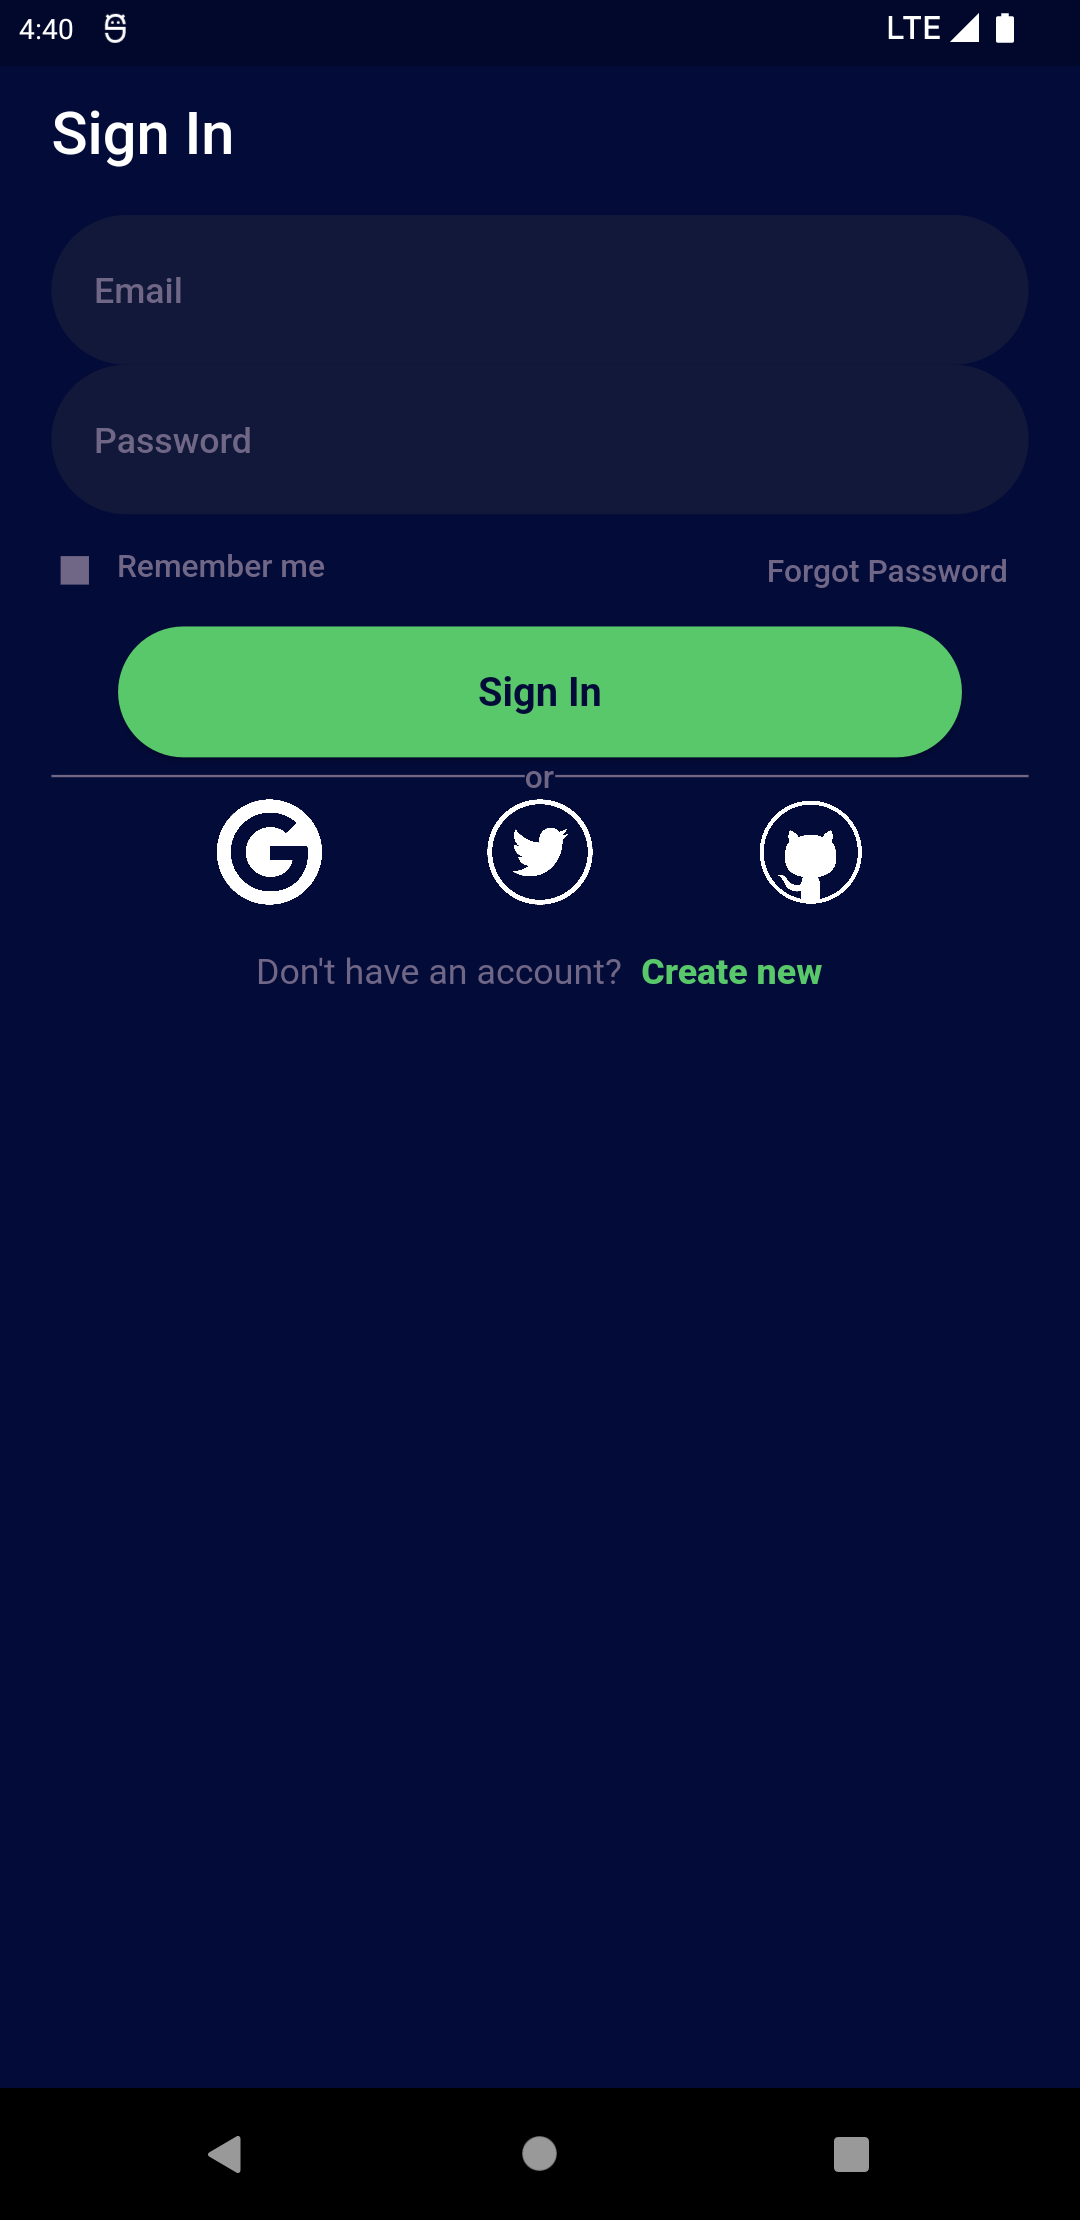 4:40 LTE
Sign In
Email
Password
Remember me
Forgot Password
Sign In
or
Don't have an account? Create new